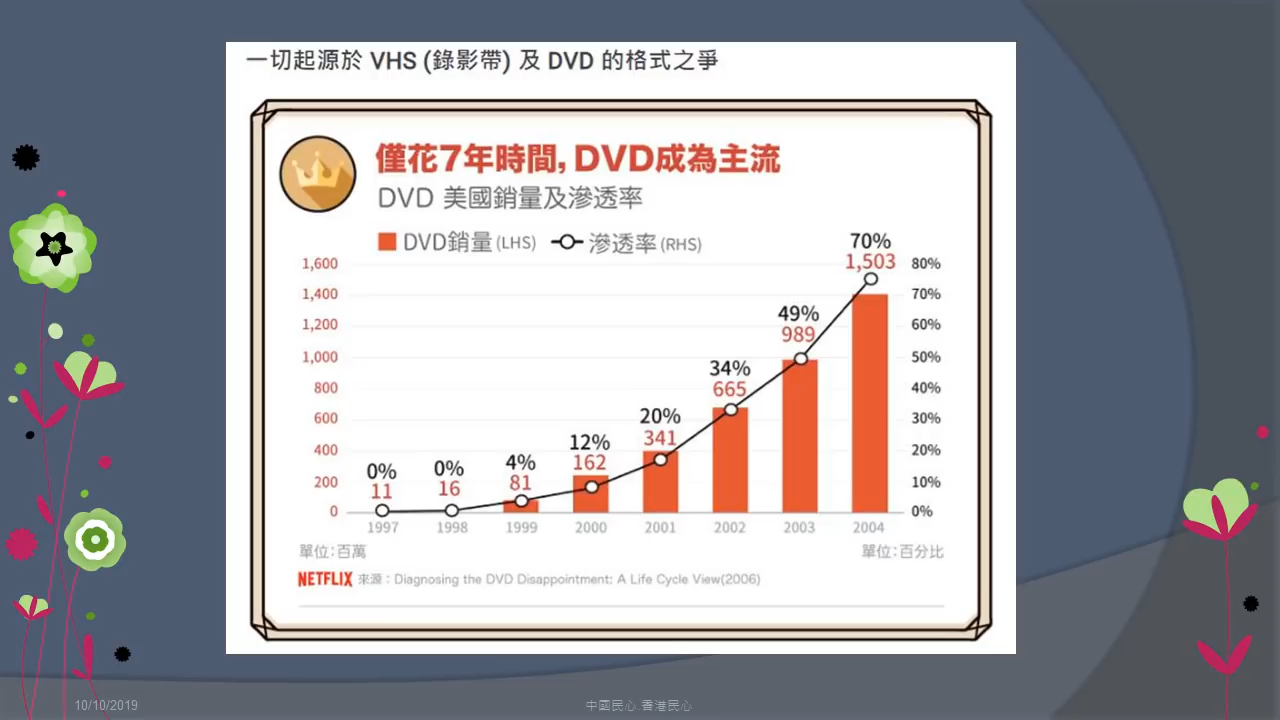 一切起源於 VHS (錄影帶) 及 DVD 的格式之爭
僅花7年時間, DVD成為主流
DVD 美國銷量及滲透率
DVD銷量(LHS) 滲透率(RHS)
70%
1,600 1,503 80%
1,400 70%
49%
1,200 989 60%
1,000 50%
34%
800 665 40%
20%
600 30%
12% 341
400 162 20%
0% 0% 4%
200 11 16 81 10%
0 0%
1997 1998 1999 2000 2001 2002 2003 2004
單位:百萬 單位:百分比
NETFLIX 來源:Diagnosing the DVD Disappointment: A Life Cycle View(2006)
10/10/2019 中國民心.香港民心